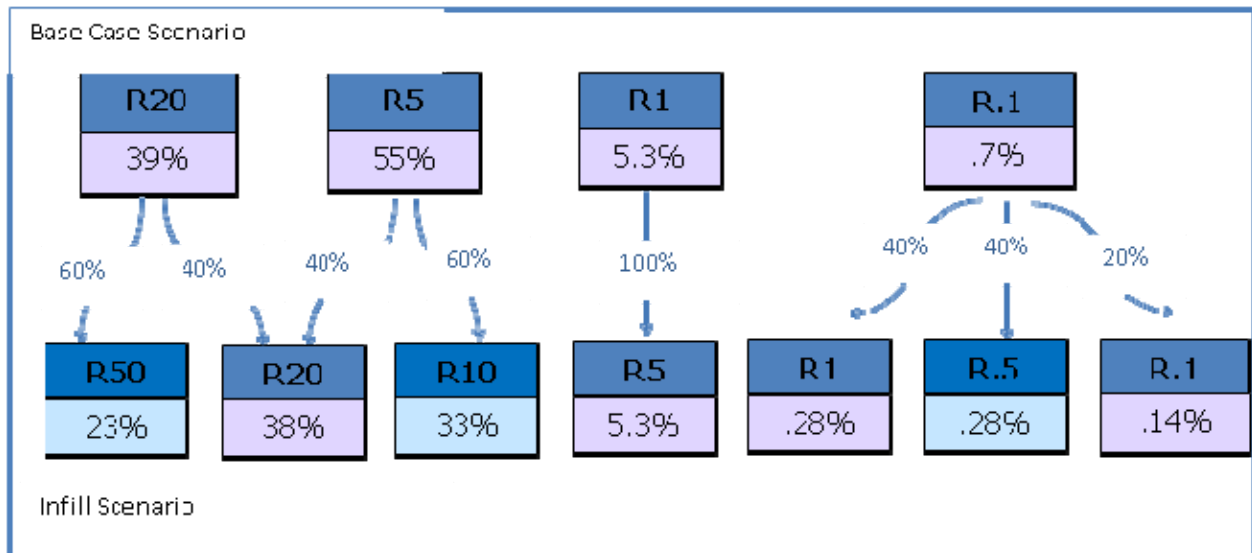 Base Case Scenario
R20 R5 R1 R.1
39% 55% 5.3% .7%
60% 40% 40% 60% 100% 40% 40% 20%
R50 R20 R10 R5 R1 R.5 R.1
23% 38% 33% 5.3% .28% .28% .14%
Infill Scenario